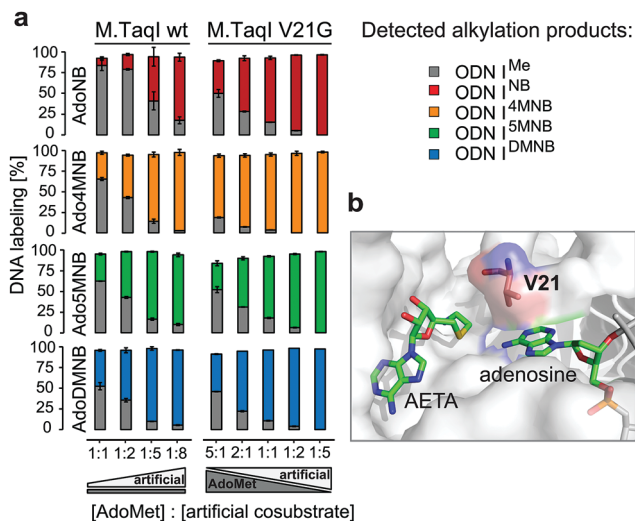 a
M.TaqI wt
M.TaqI V21G
Detected alkylation products:
ODN I^Me
ODN I^NB
ODN I^4MNB
ODN I^5MNB
ODN I^DMNB
DNA labeling [%]
AdoNB
100
75
50
25
0
Ado4MNB
100
75
50
25
0
Ado5MNB
100
75
50
25
0
AdoDMNB
100
75
50
25
0
1:1 1:2 1:5 1:8
5:1 2:1 1:1 1:2 1:5
artificial
AdoMet
artificial
[AdoMet] : [artificial cosubstrate]
b
V21
AETA
adenosine